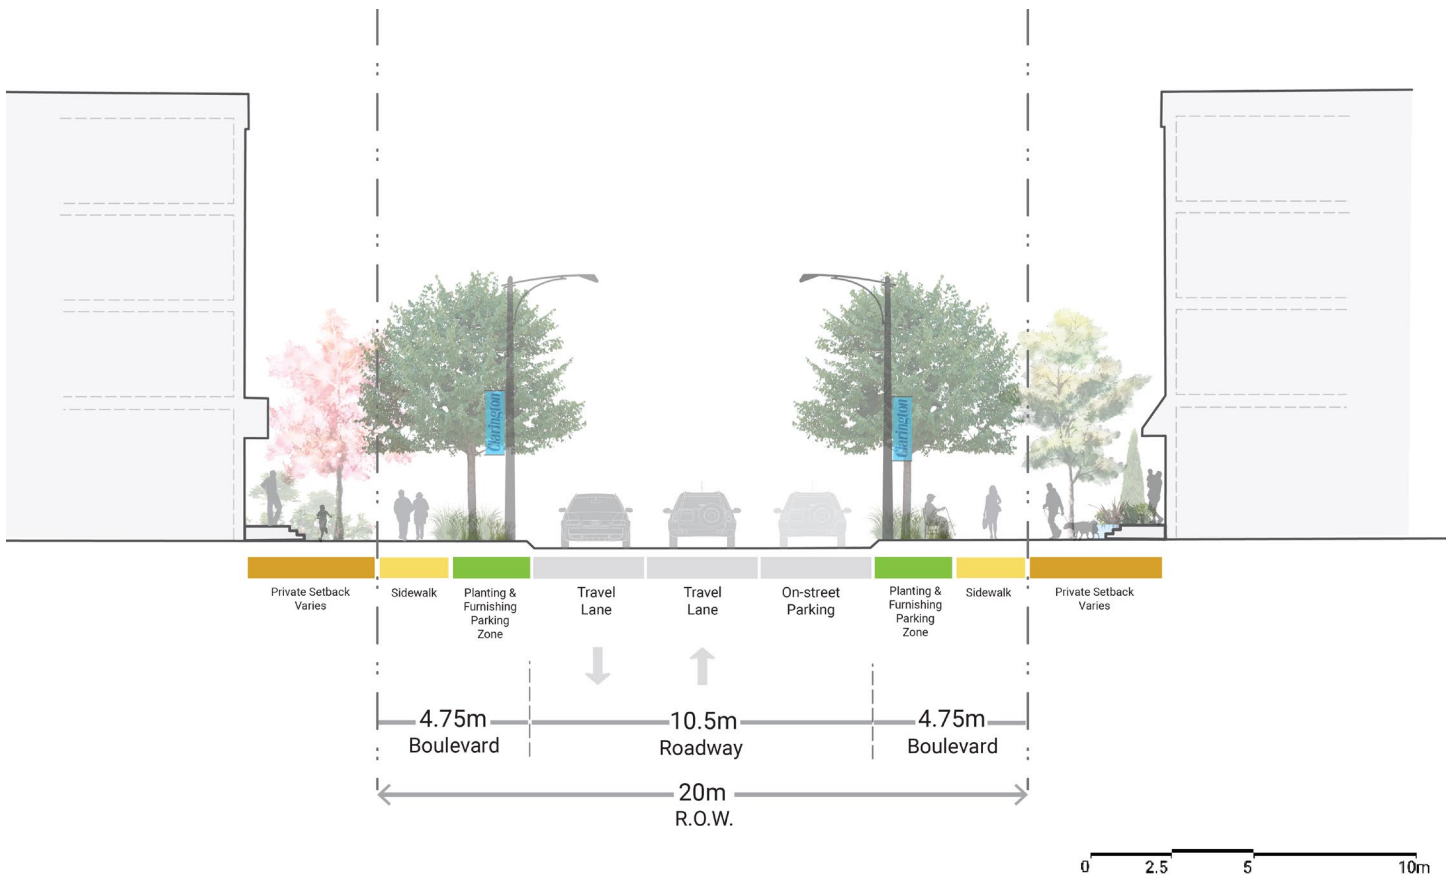 Clarington
Clarington
Private Setback
Varies
Sidewalk
Planting &
Furnishing
Parking
Zone
Travel
Lane
Travel
Lane
On-street
Parking
Planting &
Furnishing
Parking
Zone
Sidewalk
Private Setback
Varies
4.75m
Boulevard
10.5m
Roadway
4.75m
Boulevard
20m
R.O.W.
0 2.5 5 10m